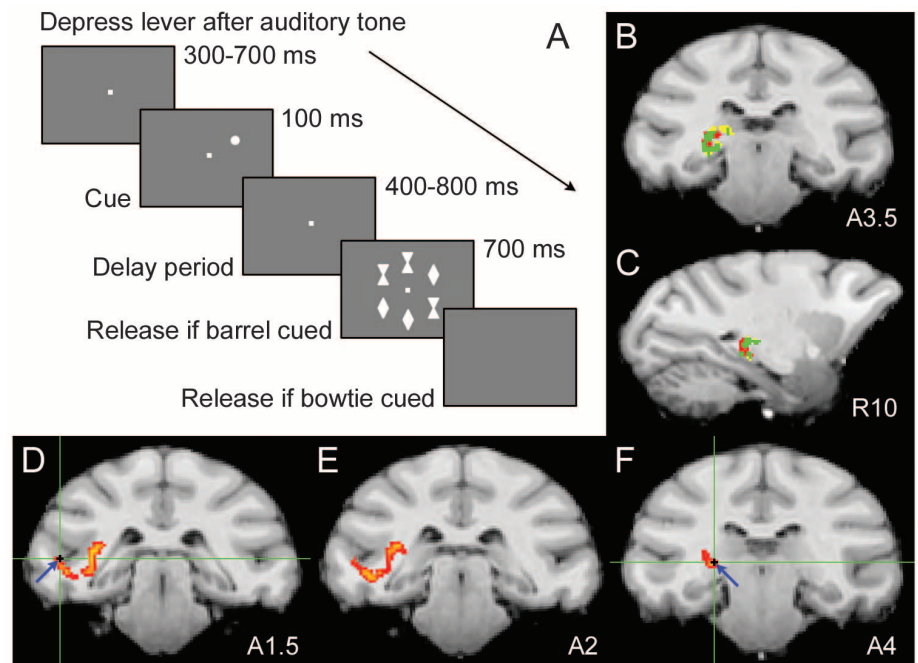 Depress lever after auditory tone
A
300-700 ms
100 ms
Cue
400-800 ms
Delay period
700 ms
Release if barrel cued
Release if bowtie cued
B
A3.5
C
R10
D
A1.5
E
A2
F
A4